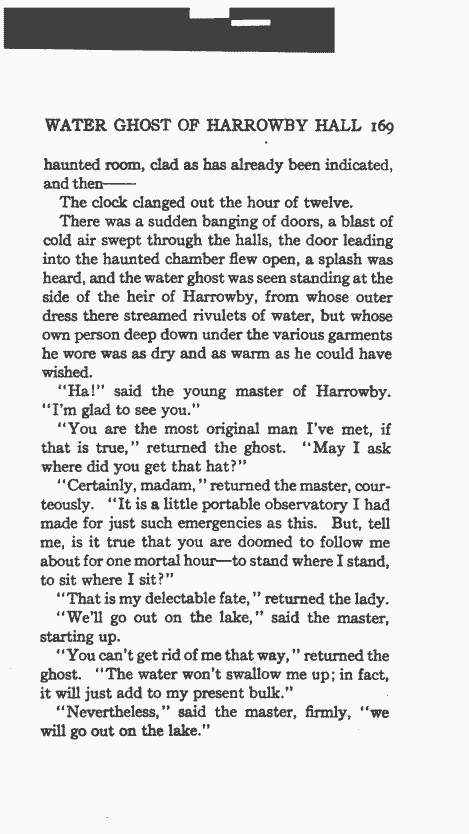 WATER GHOST OF HARROWBY HALL 169
haunted room, clad as has already been indicated,
and then——
The clock clanged out the hour of twelve.
There was a sudden banging of doors, a blast of
cold air swept through the halls, the door leading
into the haunted chamber flew open, a splash was
heard, and the water ghost was seen standing at the
side of the heir of Harrowby, from whose outer
dress there streamed rivulets of water, but whose
own person deep down under the various garments
he wore was as dry and as warm as he could have
wished.
"Ha!" said the young master of Harrowby.
"I'm glad to see you."
"You are the most original man I've met, if
that is true," returned the ghost. "May I ask
where did you get that hat?"
"Certainly, madam," returned the master, cour-
teously. "It is a little portable observatory I had
made for just such emergencies as this. But, tell
me, is it true that you are doomed to follow me
about for one mortal hour—to stand where I stand,
to sit where I sit?"
"That is my delectable fate," returned the lady.
"We'll go out on the lake," said the master,
starting up.
"You can't get rid of me that way," returned the
ghost. "The water won't swallow me up; in fact,
it will just add to my present bulk."
"Nevertheless," said the master, firmly, "we
will go out on the lake."